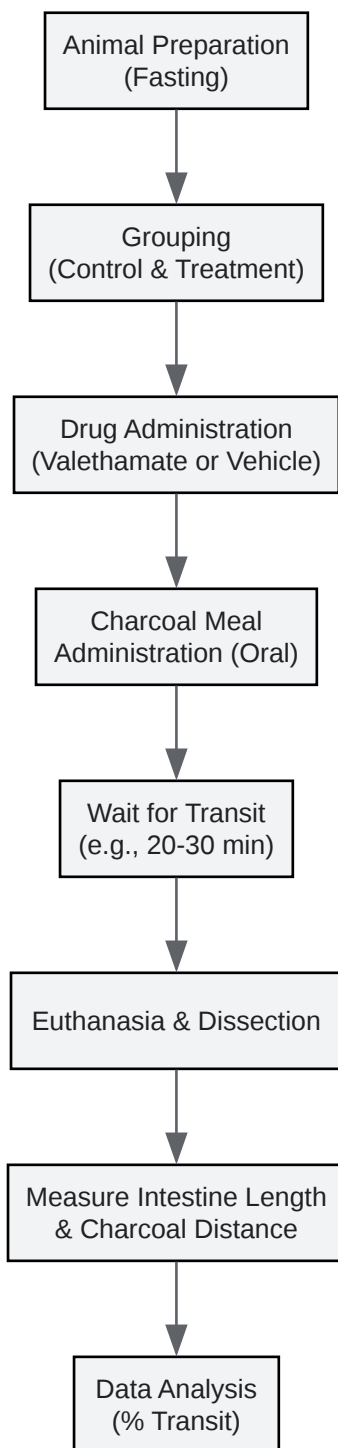 Animal Preparation
(Fasting)
Grouping
(Control & Treatment)
Drug Administration
(Valethamate or Vehicle)
Charcoal Meal
Administration (Oral)
Wait for Transit
(e.g., 20-30 min)
Euthanasia & Dissection
Measure Intestine Length
& Charcoal Distance
Data Analysis
(% Transit)